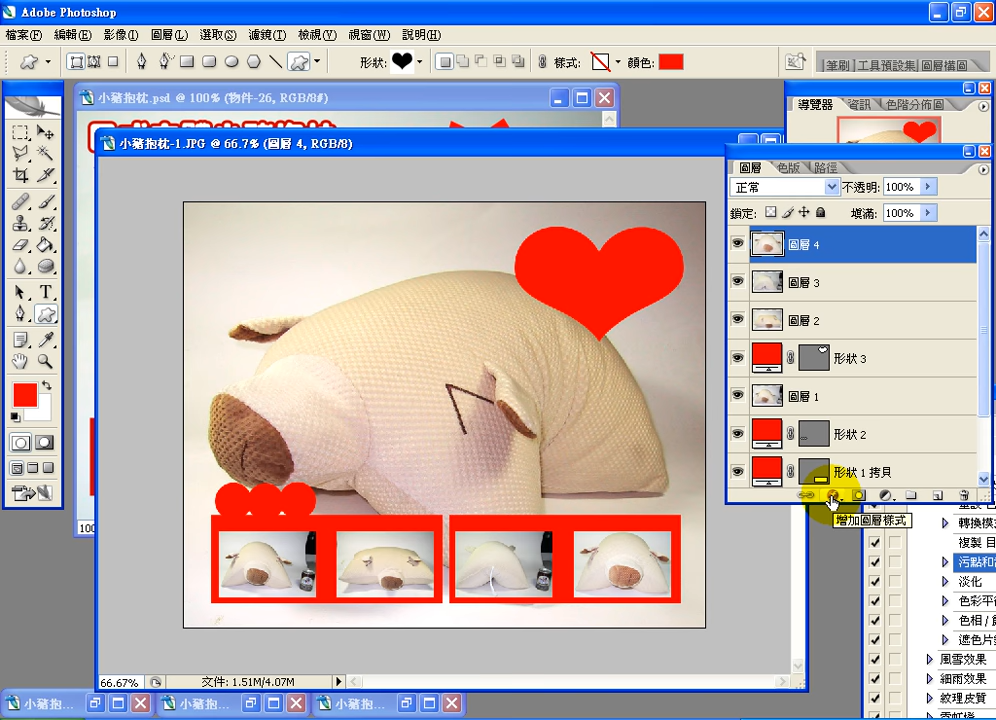 Adobe Photoshop
檔案(F) 編輯(E) 影像(I) 圖層(L) 選取(S) 濾鏡(T) 檢視(V) 視窗(W) 說明(H)
形狀: 樣式: 顏色:
筆刷 工具預設集 圖層構圖
小豬抱枕.psd @ 100% (物件-26, RGB/8#)
導覽器 資訊 色階分佈圖
小豬抱枕-1.JPG @ 66.7% (圖層 4, RGB/8)
圖層 色版 路徑
正常 不透明: 100%
鎖定: 填滿: 100%
圖層 4
圖層 3
圖層 2
形狀 3
圖層 1
形狀 2
形狀 1 拷貝
增加圖層樣式
轉換模式
複製 目
淡化
色彩平衡
色相 /
遮色片
風雪效果
細雨效果
紋理皮質
66.67% 文件: 1.51M/4.07M
小豬抱... 小豬抱... 小豬抱...